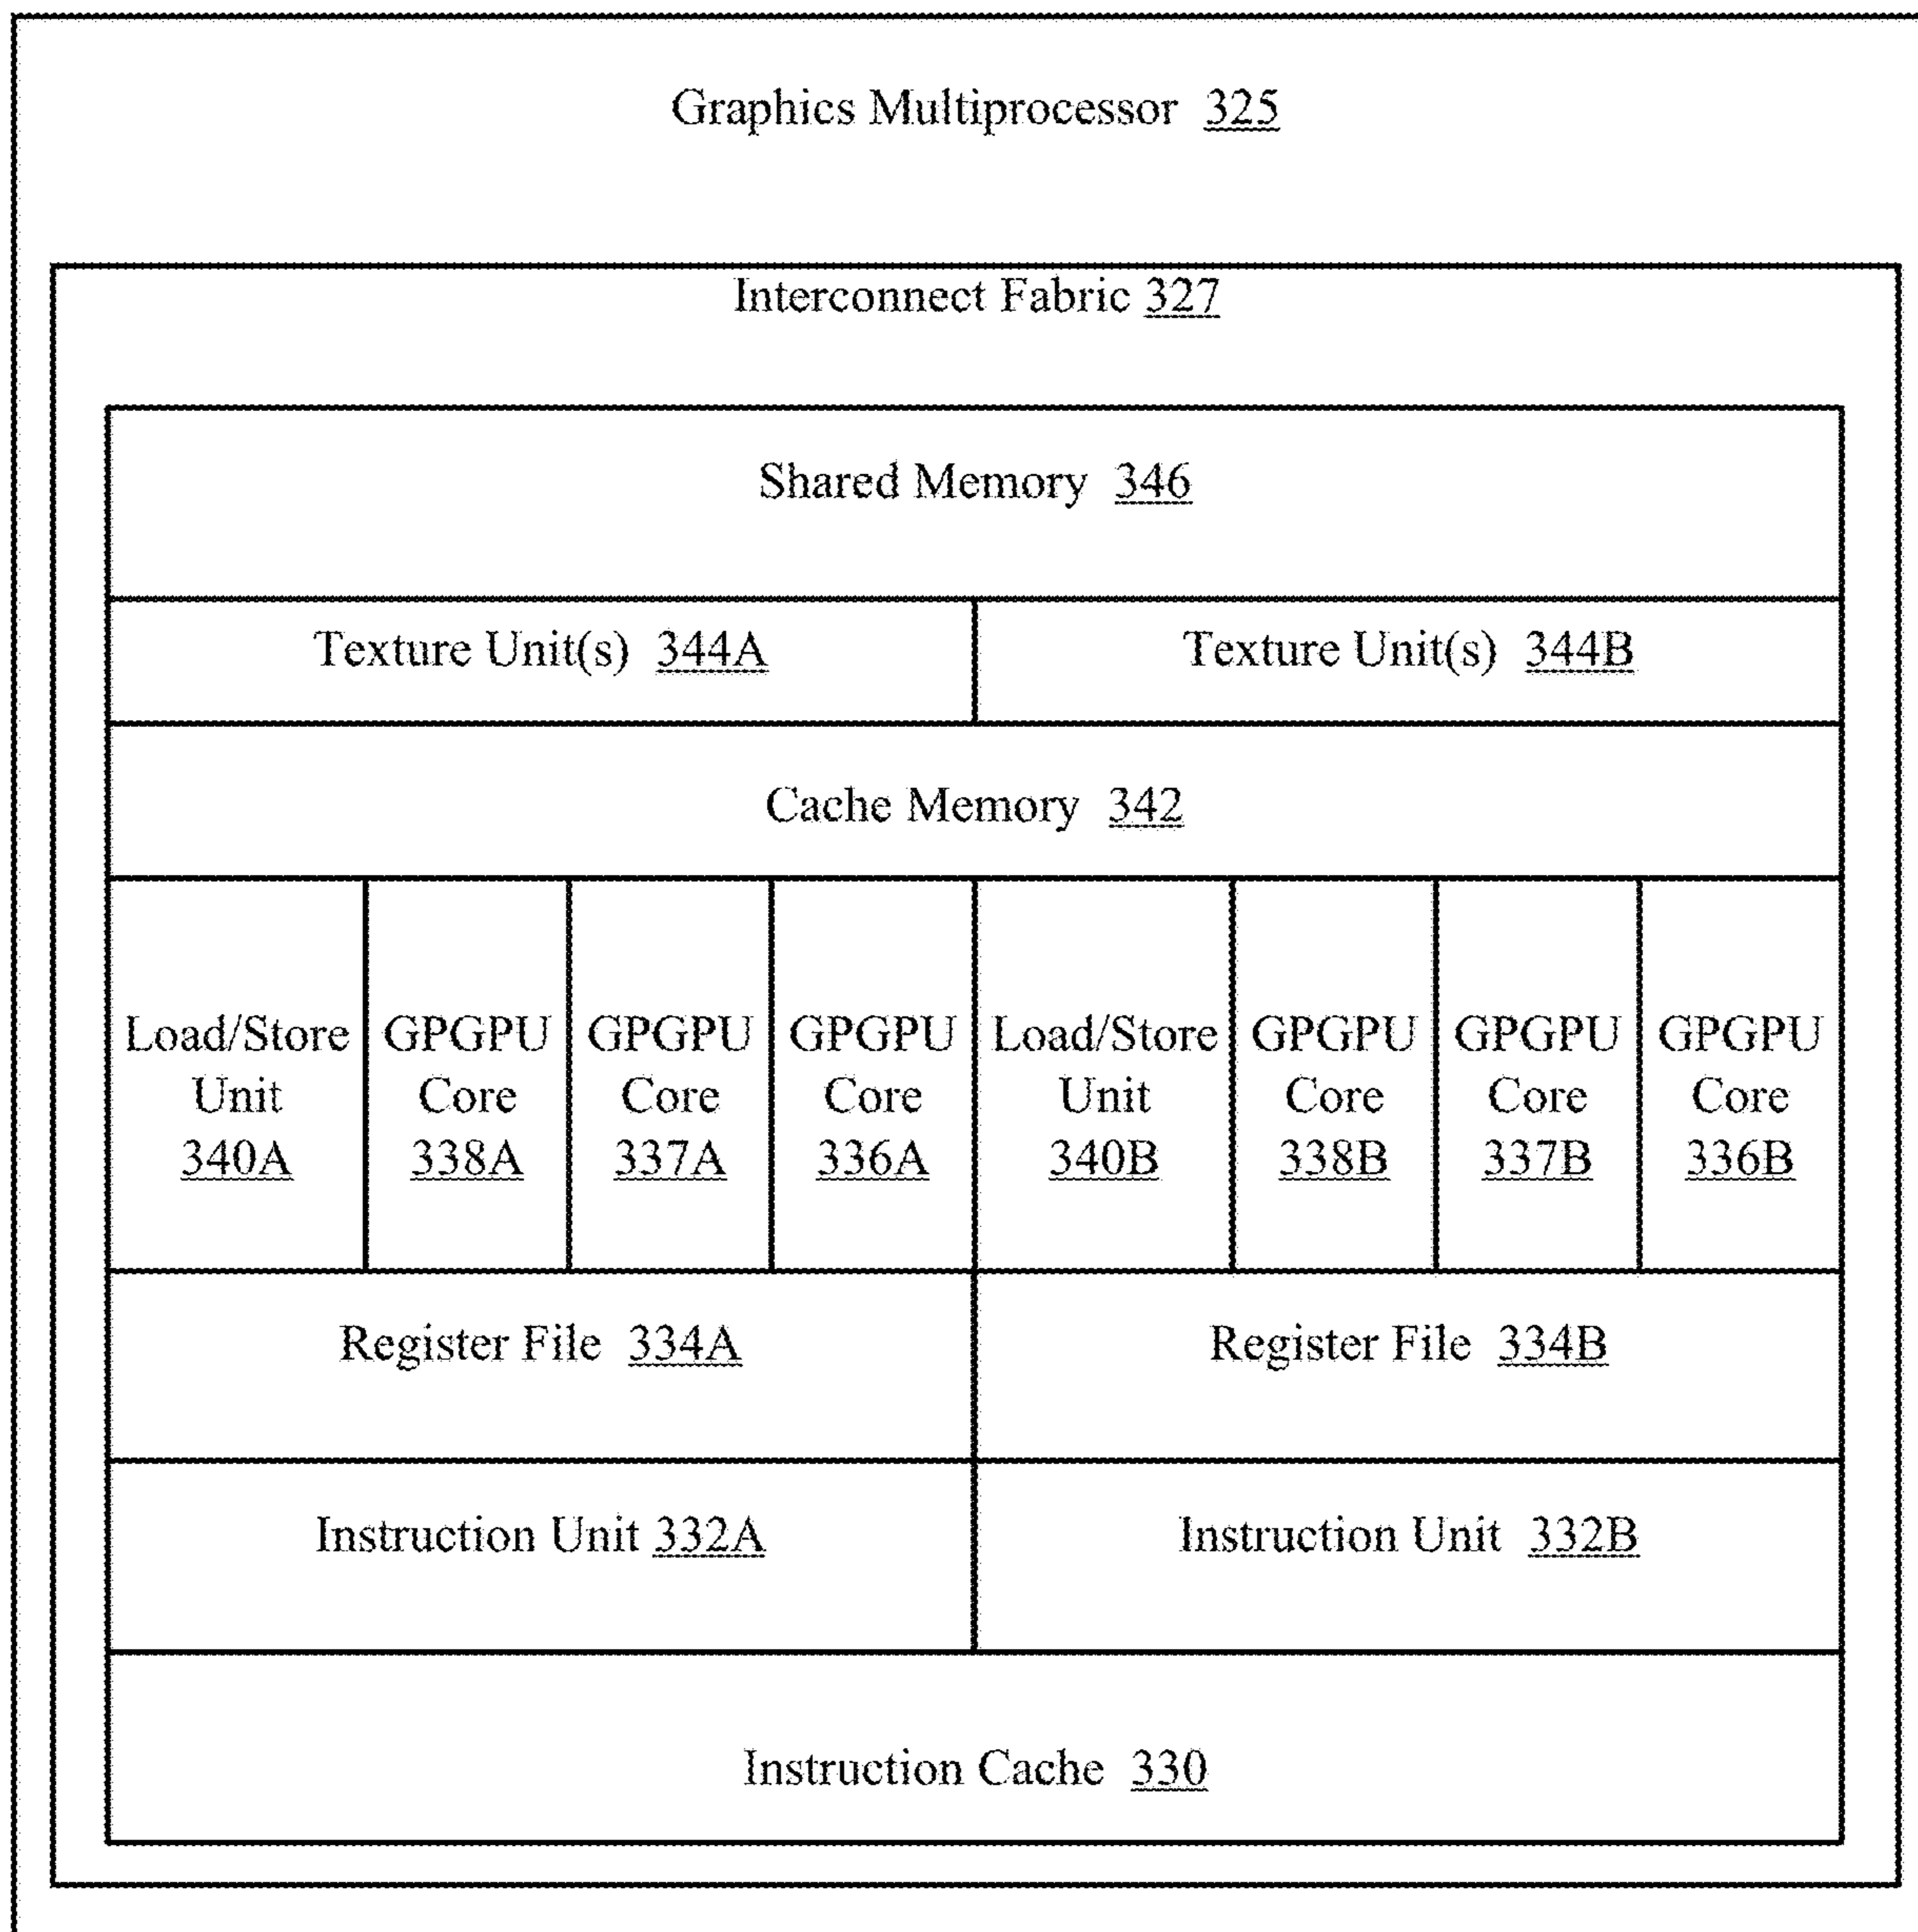 Graphics Multiprocessor 325
Interconnect Fabric 327
Shared Memory 346
Texture Unit(s) 344A
Texture Unit(s) 344B
Cache Memory 342
Load/Store
Unit
340A
GPGPU
Core
338A
GPGPU
Core
337A
GPGPU
Core
336A
Load/Store
Unit
340B
GPGPU
Core
338B
GPGPU
Core
337B
GPGPU
Core
336B
Register File 334A
Register File 334B
Instruction Unit 332A
Instruction Unit 332B
Instruction Cache 330